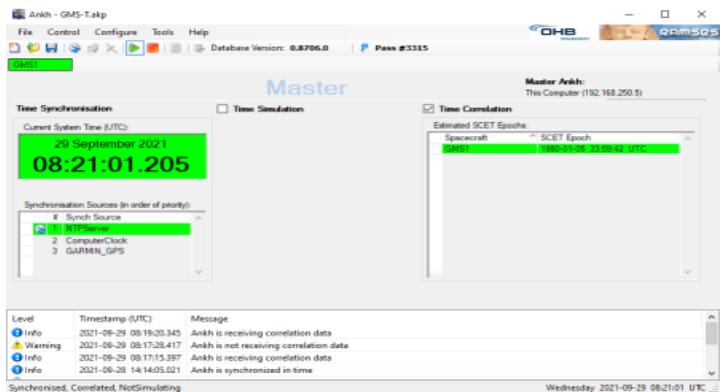 Ankh - GMS-T.akp
File Control Configure Tools Help
OHB
RAMSES
Database Version: 0.8706.0
Pass #3315
GMS1
Master
Master Ankh:
This Computer (192.168.250.5)
Time Synchronisation
Time Simulation
Time Correlation
Current System Time (UTC):
29 September 2021
08:21:01.205
Estimated SCET Epochs:
Spacecraft SCET Epoch
GMS1 1980-01-05 23:59:42 UTC
Synchronisation Sources (in order of priority):
# Synch Source
1 NTPServer
2 ComputerClock
3 GARMIN_GPS
Level Timestamp (UTC) Message
Info 2021-09-29 08:19:20.345 Ankh is receiving correlation data
Warning 2021-09-29 08:17:28.417 Ankh is not receiving correlation data
Info 2021-09-29 08:17:15.397 Ankh is receiving correlation data
Info 2021-09-28 14:14:05.021 Ankh is synchronized in time
Synchronised, Correlated, NotSimulating
Wednesday 2021-09-29 08:21:01 UTC